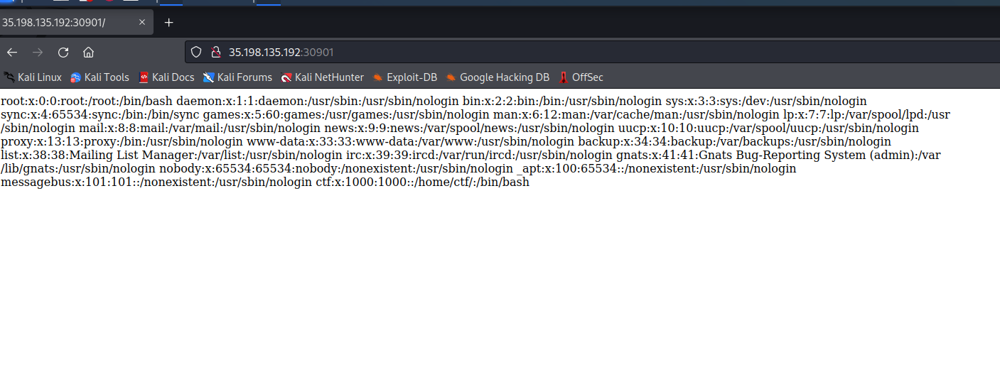 35.198.135.192:30901/
35.198.135.192:30901
Kali Linux Kali Tools Kali Docs Kali Forums Kali NetHunter Exploit-DB Google Hacking DB OffSec
root:x:0:0:root:/root:/bin/bash daemon:x:1:1:daemon:/usr/sbin:/usr/sbin/nologin bin:x:2:2:bin:/bin:/usr/sbin/nologin sys:x:3:3:sys:/dev:/usr/sbin/nologin
sync:x:4:65534:sync:/bin:/bin/sync games:x:5:60:games:/usr/games:/usr/sbin/nologin man:x:6:12:man:/var/cache/man:/usr/sbin/nologin lp:x:7:7:lp:/var/spool/lpd:/usr
/sbin/nologin mail:x:8:8:mail:/var/mail:/usr/sbin/nologin news:x:9:9:news:/var/spool/news:/usr/sbin/nologin uucp:x:10:10:uucp:/var/spool/uucp:/usr/sbin/nologin
proxy:x:13:13:proxy:/bin:/usr/sbin/nologin www-data:x:33:33:www-data:/var/www:/usr/sbin/nologin backup:x:34:34:backup:/var/backups:/usr/sbin/nologin
list:x:38:38:Mailing List Manager:/var/list:/usr/sbin/nologin irc:x:39:39:ircd:/var/run/ircd:/usr/sbin/nologin gnats:x:41:41:Gnats Bug-Reporting System (admin):/var
/lib/gnats:/usr/sbin/nologin nobody:x:65534:65534:nobody:/nonexistent:/usr/sbin/nologin _apt:x:100:65534::/nonexistent:/usr/sbin/nologin
messagebus:x:101:101::/nonexistent:/usr/sbin/nologin ctf:x:1000:1000::/home/ctf/:/bin/bash